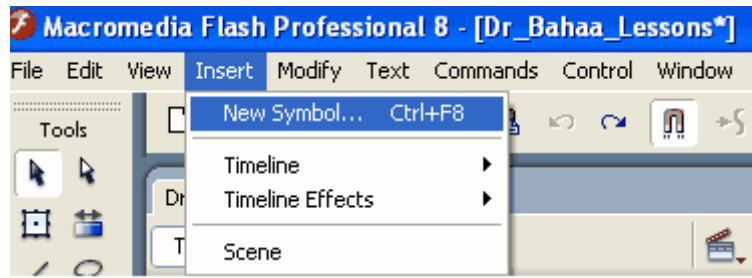 Macromedia Flash Professional 8 - [Dr_Bahaa_Lessons*]
File Edit View Insert Modify Text Commands Control Window
New Symbol... Ctrl+F8
Tools
Timeline
Timeline Effects
Dr
T
Scene